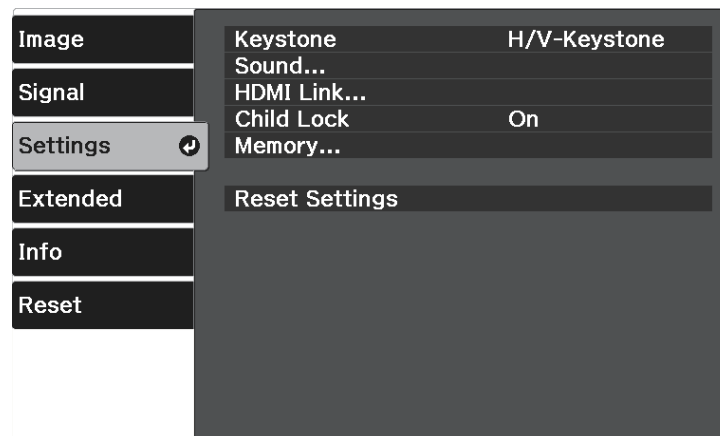 Image
Signal
Settings
Extended
Info
Reset
Keystone H/V-Keystone
Sound...
HDMI Link...
Child Lock On
Memory...
Reset Settings